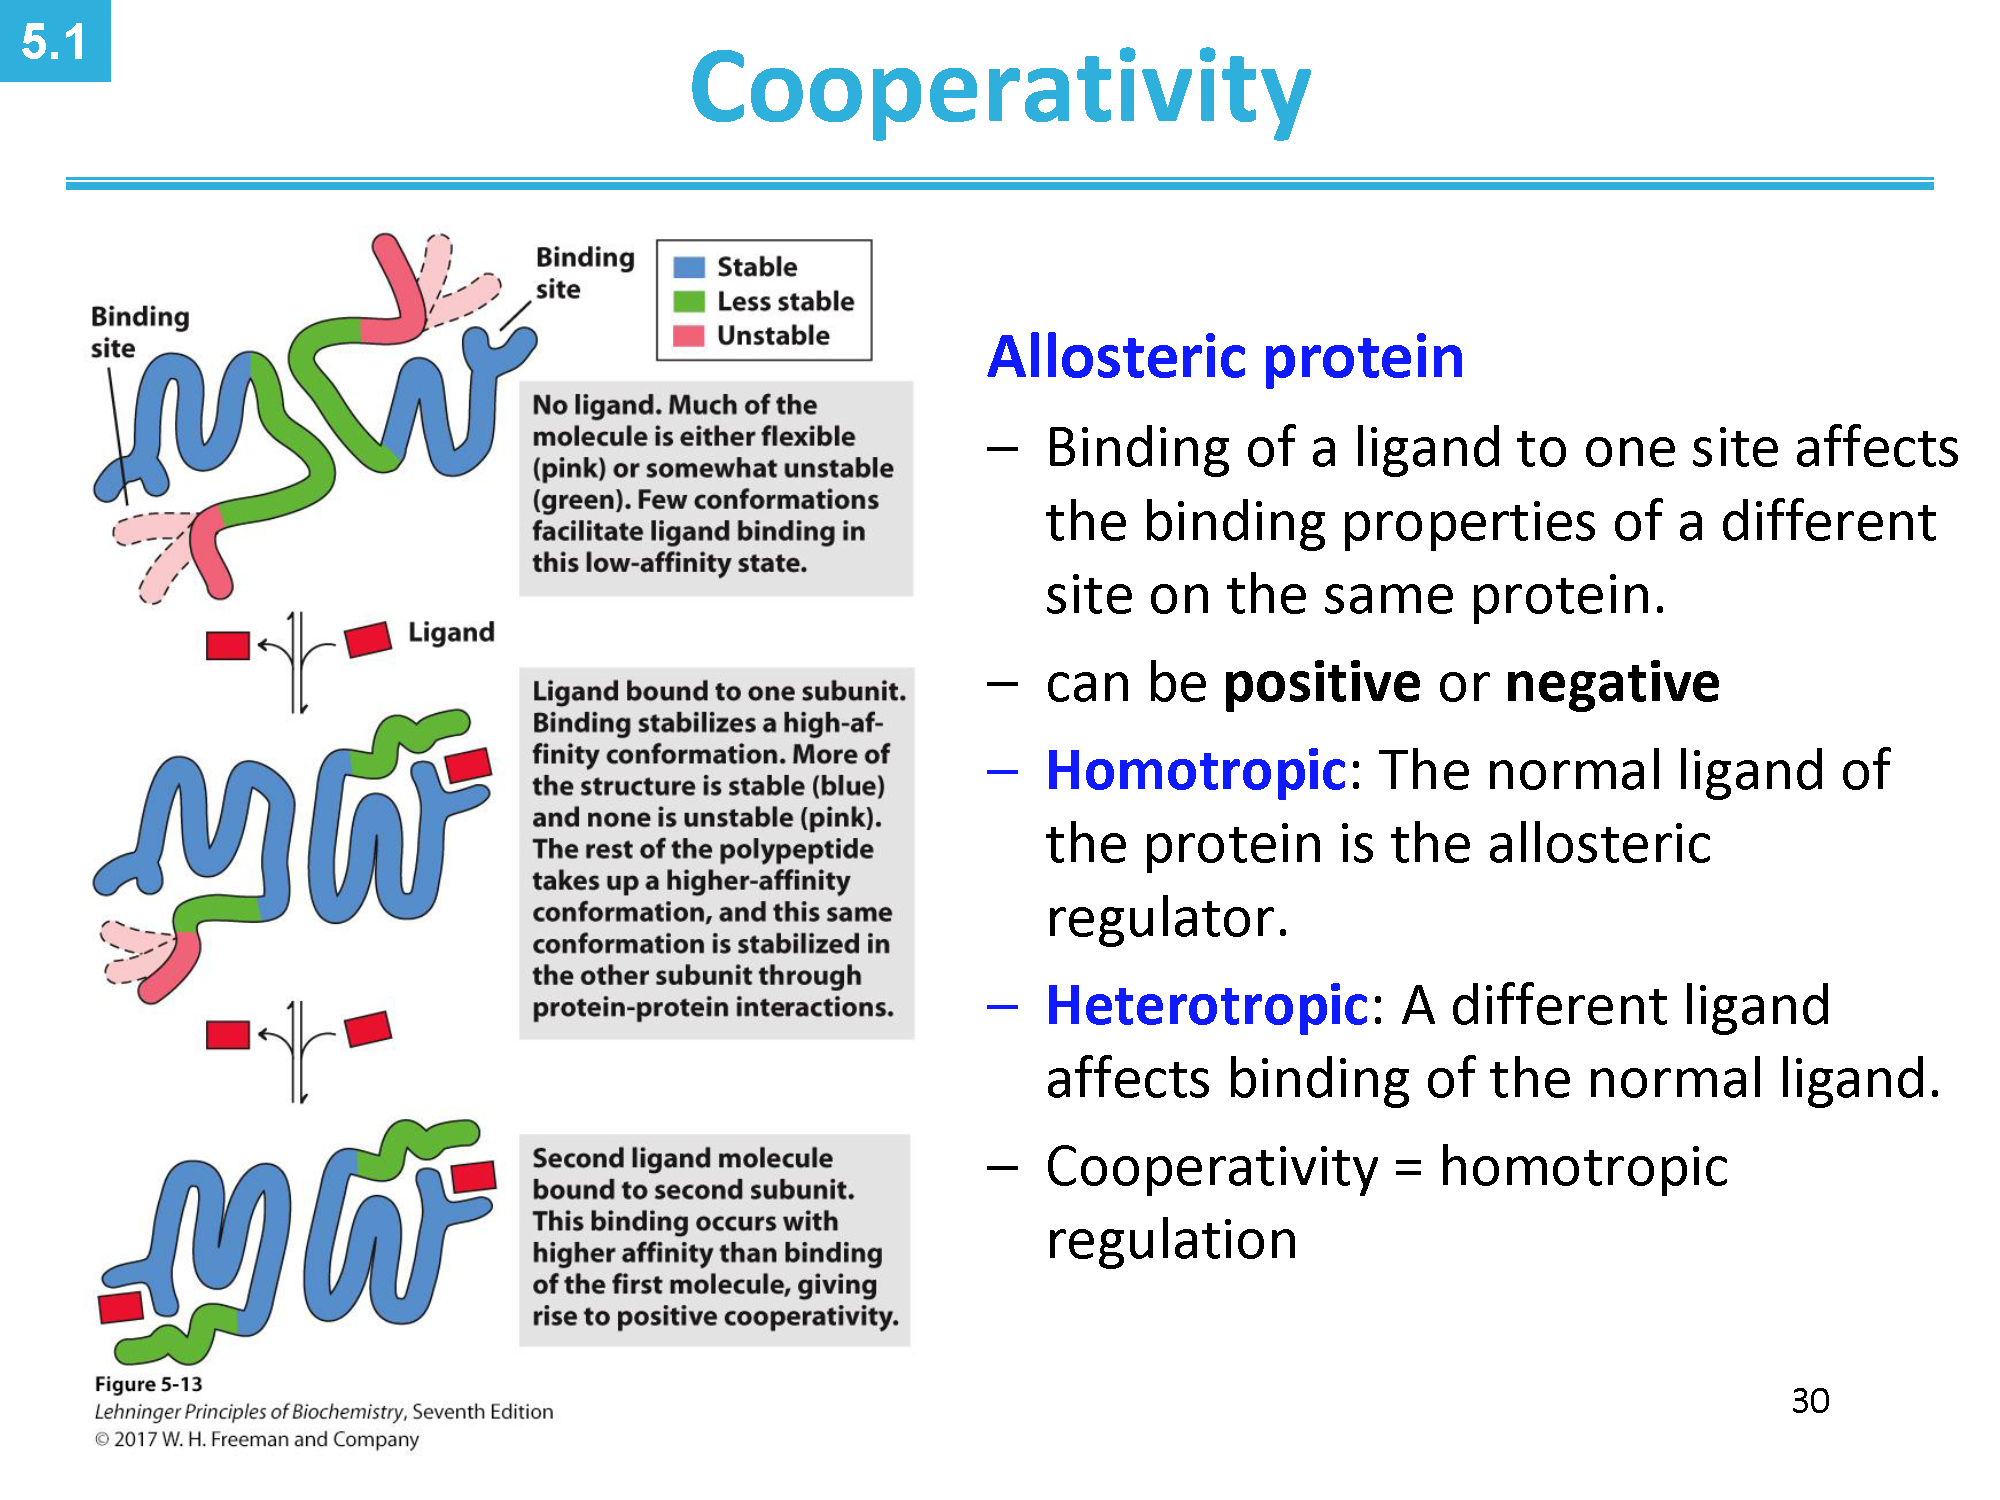 5.1
Cooperativity
Binding
site
Binding
site
Stable
Less stable
Unstable
No ligand. Much of the
molecule is either flexible
(pink) or somewhat unstable
(green). Few conformations
facilitate ligand binding in
this low-affinity state.
Ligand
Ligand bound to one subunit.
Binding stabilizes a high-af-
finity conformation. More of
the structure is stable (blue)
and none is unstable (pink).
The rest of the polypeptide
takes up a higher-affinity
conformation, and this same
conformation is stabilized in
the other subunit through
protein-protein interactions.
Second ligand molecule
bound to second subunit.
This binding occurs with
higher affinity than binding
of the first molecule, giving
rise to positive cooperativity.
Figure 5-13
Lehninger Principles of Biochemistry, Seventh Edition
© 2017 W. H. Freeman and Company
Allosteric protein
– Binding of a ligand to one site affects
the binding properties of a different
site on the same protein.
– can be positive or negative
– Homotropic: The normal ligand of
the protein is the allosteric
regulator.
– Heterotropic: A different ligand
affects binding of the normal ligand.
– Cooperativity = homotropic
regulation
30